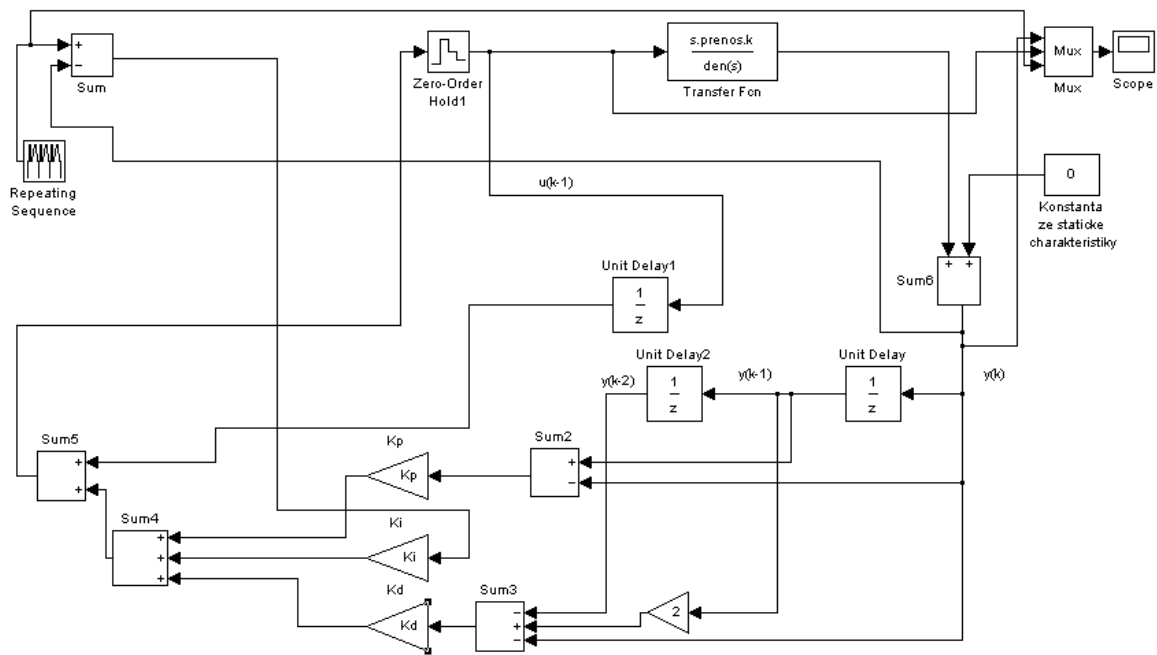 +
−
Sum
Repeating
Sequence
Zero-Order
Hold1
s.prenos.k
den(s)
Transfer Fcn
Mux
Mux
Scope
0
Konstanta
ze staticke
charakteristiky
u(k-1)
+ +
Sum6
Unit Delay1
1
z
Unit Delay2
1
z
Unit Delay
1
z
y(k-2)
y(k-1)
y(k)
Sum5
+
+
Kp
Kp
Sum2
+
−
Sum4
+
+
+
Ki
Ki
Kd
Kd
Sum3
−
+
−
2